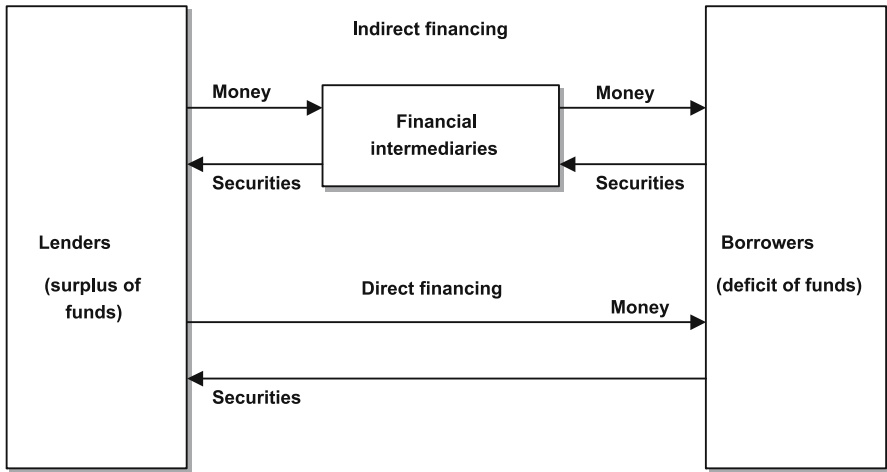 Indirect financing
Money
Money
Financial
intermediaries
Securities
Securities
Lenders
(surplus of
funds)
Borrowers
(deficit of funds)
Direct financing
Money
Securities